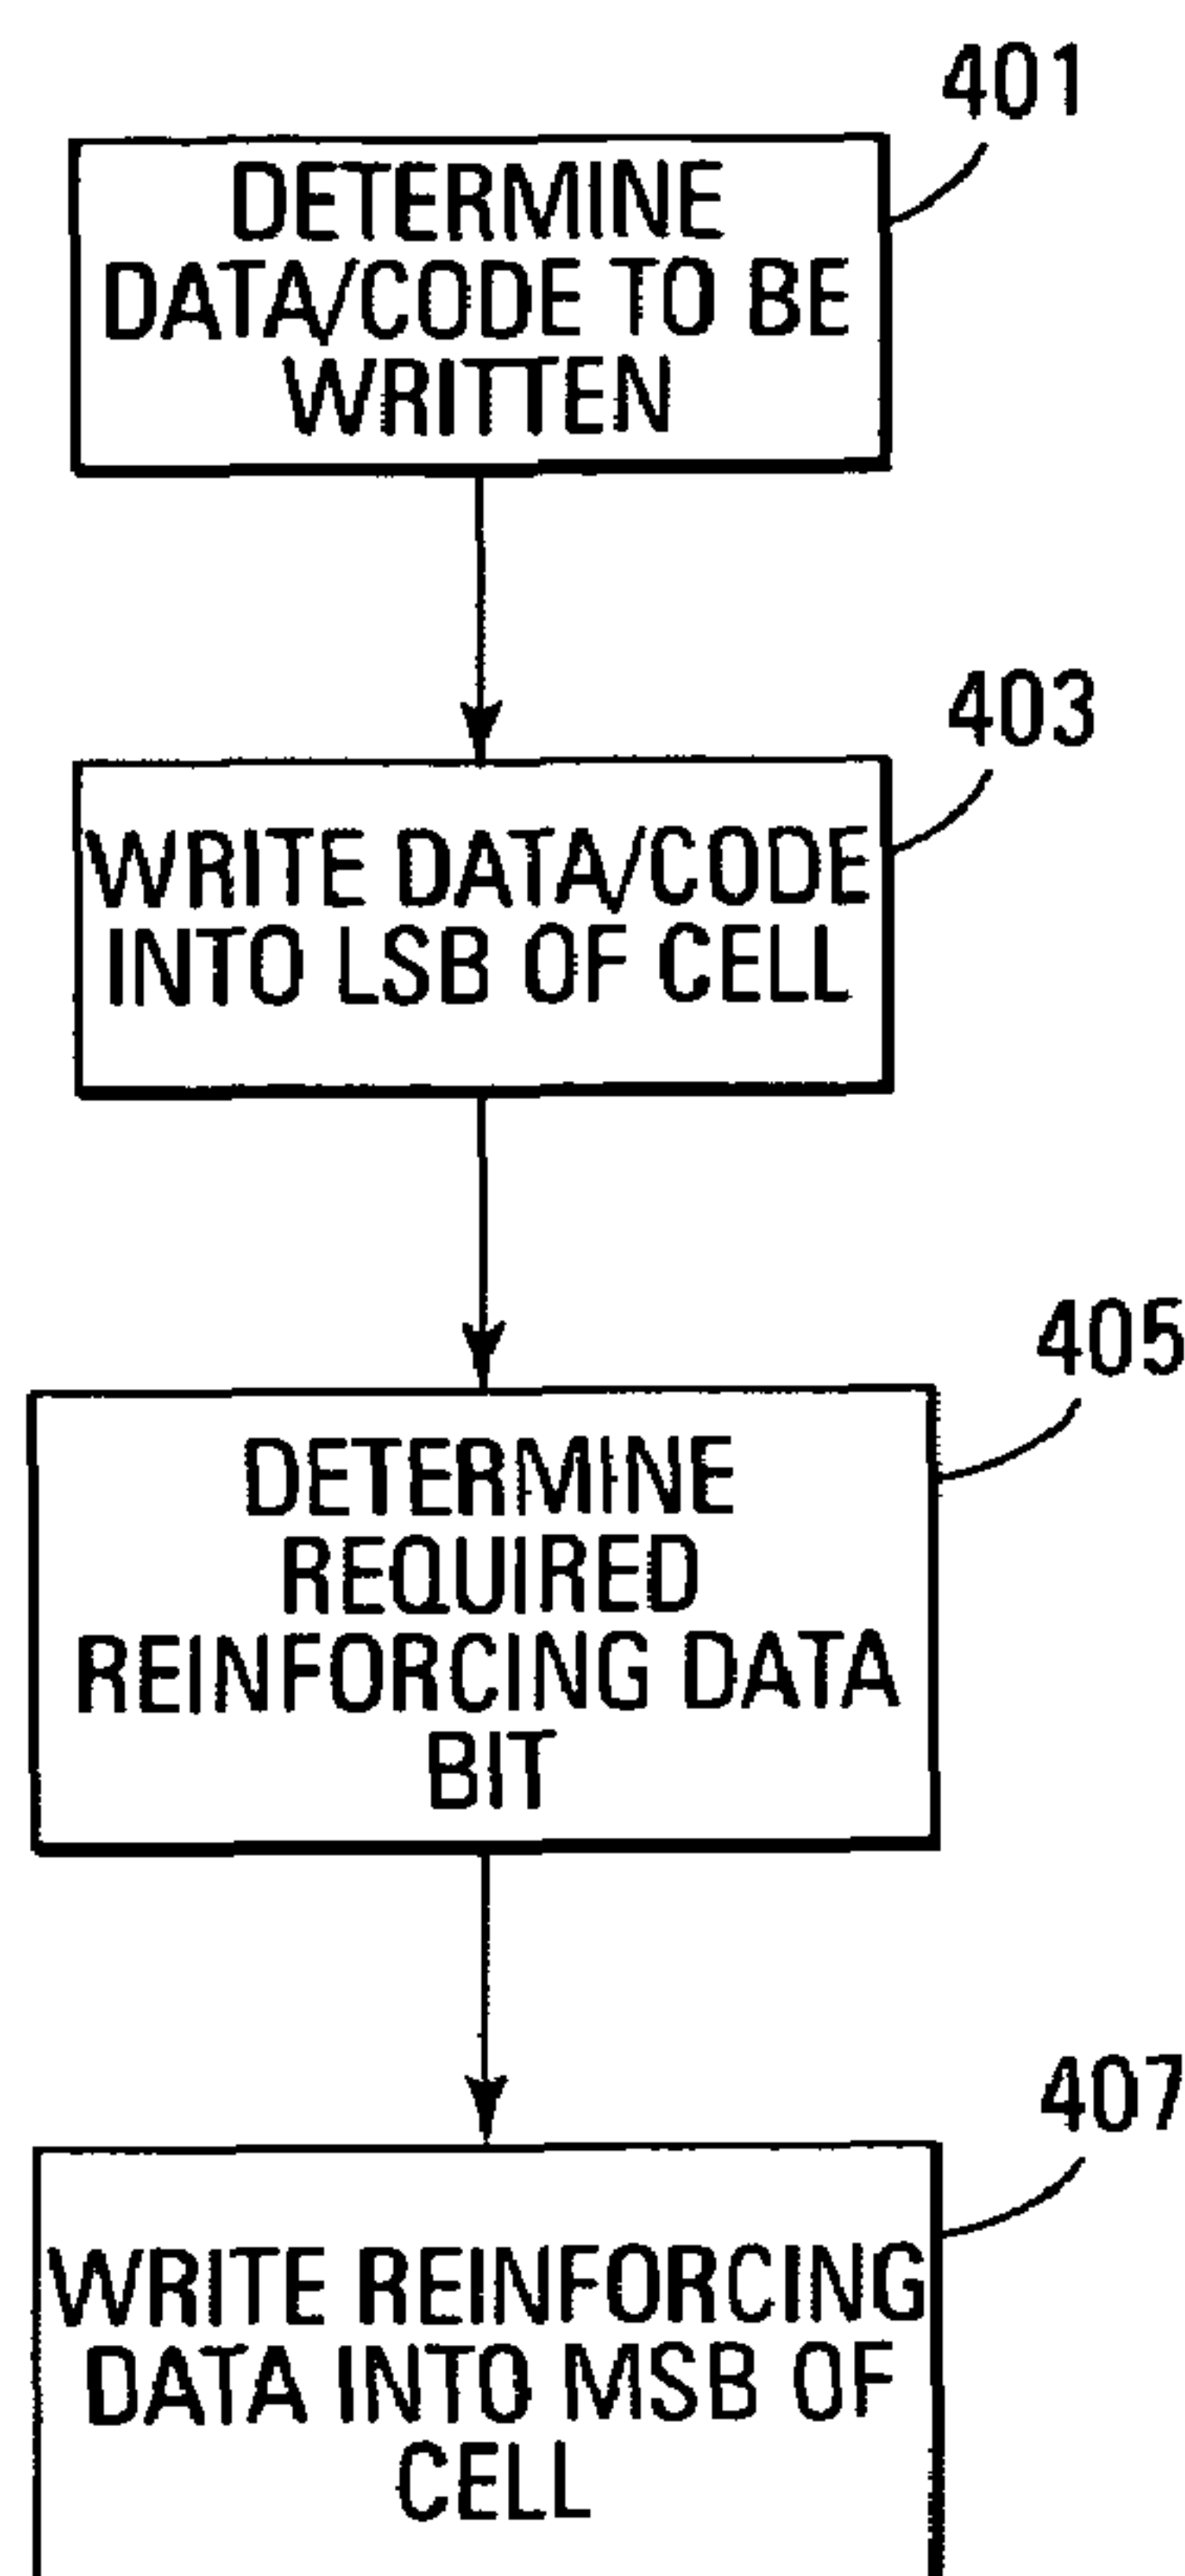 401
DETERMINE
DATA/CODE TO BE
WRITTEN
403
WRITE DATA/CODE
INTO LSB OF CELL
405
DETERMINE
REQUIRED
REINFORCING DATA
BIT
407
WRITE REINFORCING
DATA INTO MSB OF
CELL